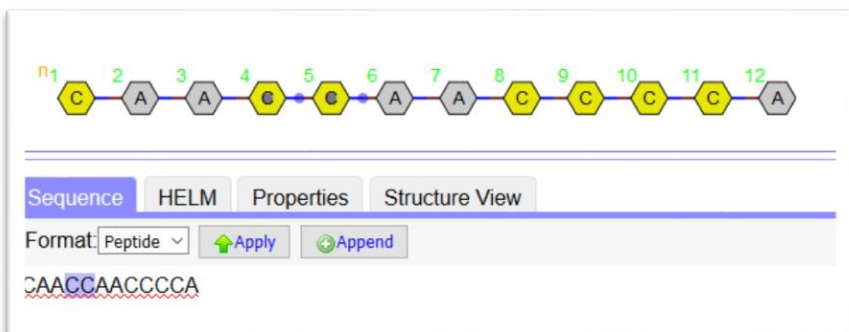 n 1 2 3 4 5 6 7 8 9 10 11 12
C A A C C A A C C C C A
Sequence HELM Properties Structure View
Format: Peptide Apply Append
CAACCAACCCCA